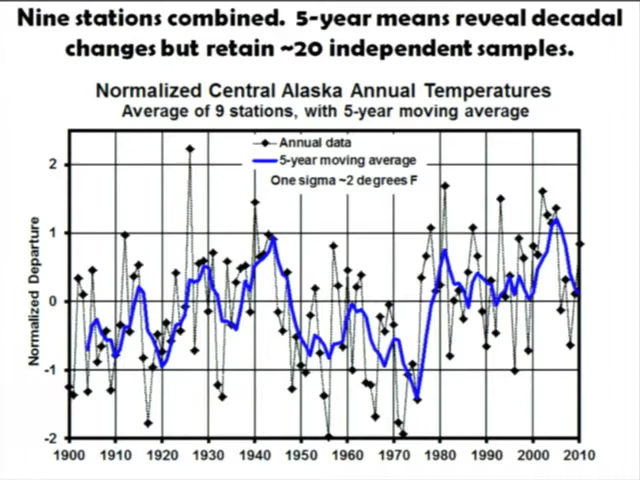 Nine stations combined. 5-year means reveal decadal
changes but retain ~20 independent samples.
Normalized Central Alaska Annual Temperatures
Average of 9 stations, with 5-year moving average
Annual data
5-year moving average
One sigma ~2 degrees F
Normalized Departure
2
1
0
-1
-2
1900 1910 1920 1930 1940 1950 1960 1970 1980 1990 2000 2010